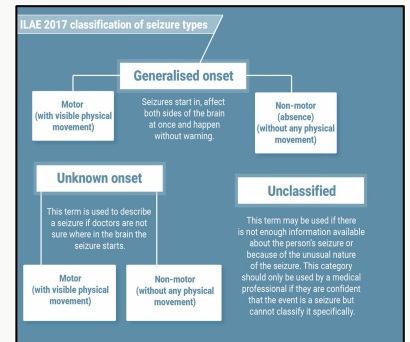 ILAE 2017 classification of seizure types
Generalised onset
Motor
(with visible physical
movement)
Seizures start in, affect
both sides of the brain
at once and happen
without warning.
Non-motor
(absence)
(without any physical
movement)
Unknown onset
This term is used to describe
a seizure if doctors are not
sure where in the brain the
seizure starts.
Motor
(with visible physical
movement)
Non-motor
(without any physical
movement)
Unclassified
This term may be used if there
is not enough information available
about the person's seizure or
because of the unusual nature
of the seizure. This category
should only be used by a medical
professional if they are confident
that the event is a seizure but
cannot classify it specifically.